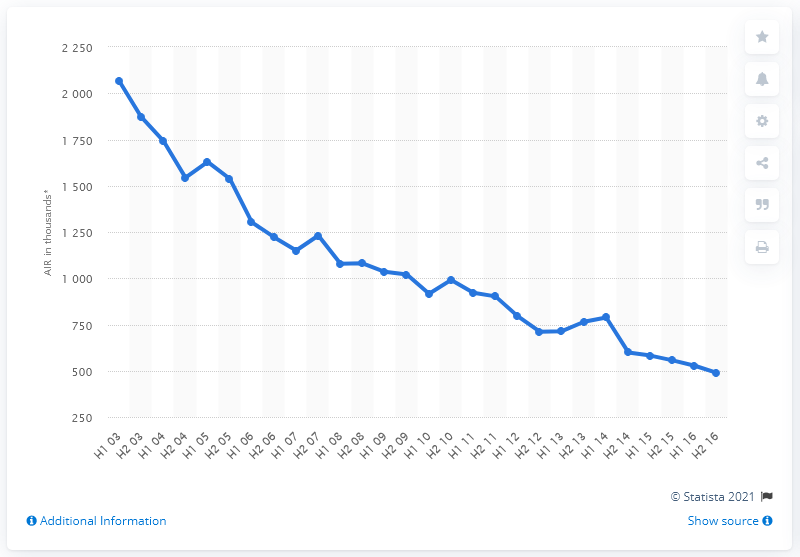 2 250
2 000
1 750
1 500
1 250
1 000
750
500
250
AIR in thousands*
H1 03
H2 03
H1 04
H2 04
H1 05
H2 05
H1 06
H2 06
H1 07
H2 07
H1 08
H2 08
H1 09
H2 09
H1 10
H2 10
H1 11
H2 11
H1 12
H2 12
H1 13
H2 13
H1 14
H2 14
H1 15
H2 15
H1 16
H2 16
© Statista 2021
Additional Information
Show source